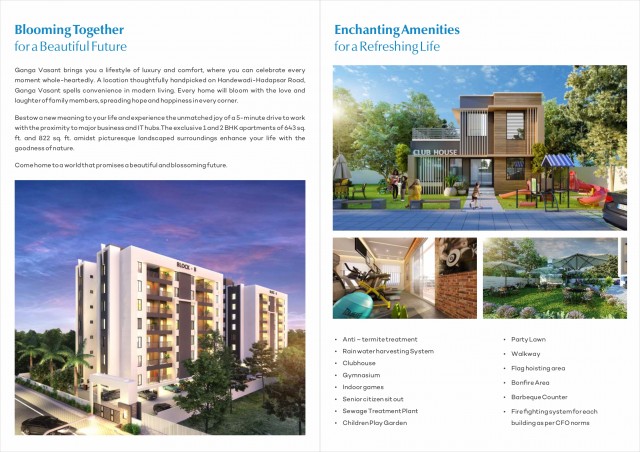 Blooming Together
for a Beautiful Future
Ganga Vasant brings you a lifestyle of luxury and comfort, where you can celebrate every
moment whole-heartedly. A location thoughtfully handpicked on Handewadi-Hadapsar Road,
Ganga Vasant spells convenience in modern living. Every home will bloom with the love and
laughter of family members, spreading hope and happiness in every corner.
Bestow a new meaning to your life and experience the unmatched joy of a 5-minute drive to work
with the proximity to major business and IT hubs. The exclusive 1 and 2 BHK apartments of 643 sq.
ft. and 822 sq. ft. amidst picturesque landscaped surroundings enhance your life with the
goodness of nature.
Come home to a world that promises a beautiful and blossoming future.
BLOCK - B
Enchanting Amenities
for a Refreshing Life
CLUB HOUSE
• Anti – termite treatment
• Rain water harvesting System
• Clubhouse
• Gymnasium
• Indoor games
• Senior citizen sit out
• Sewage Treatment Plant
• Children Play Garden
• Party Lawn
• Walkway
• Flag hoisting area
• Bonfire Area
• Barbeque Counter
• Fire fighting system for each
building as per CFO norms